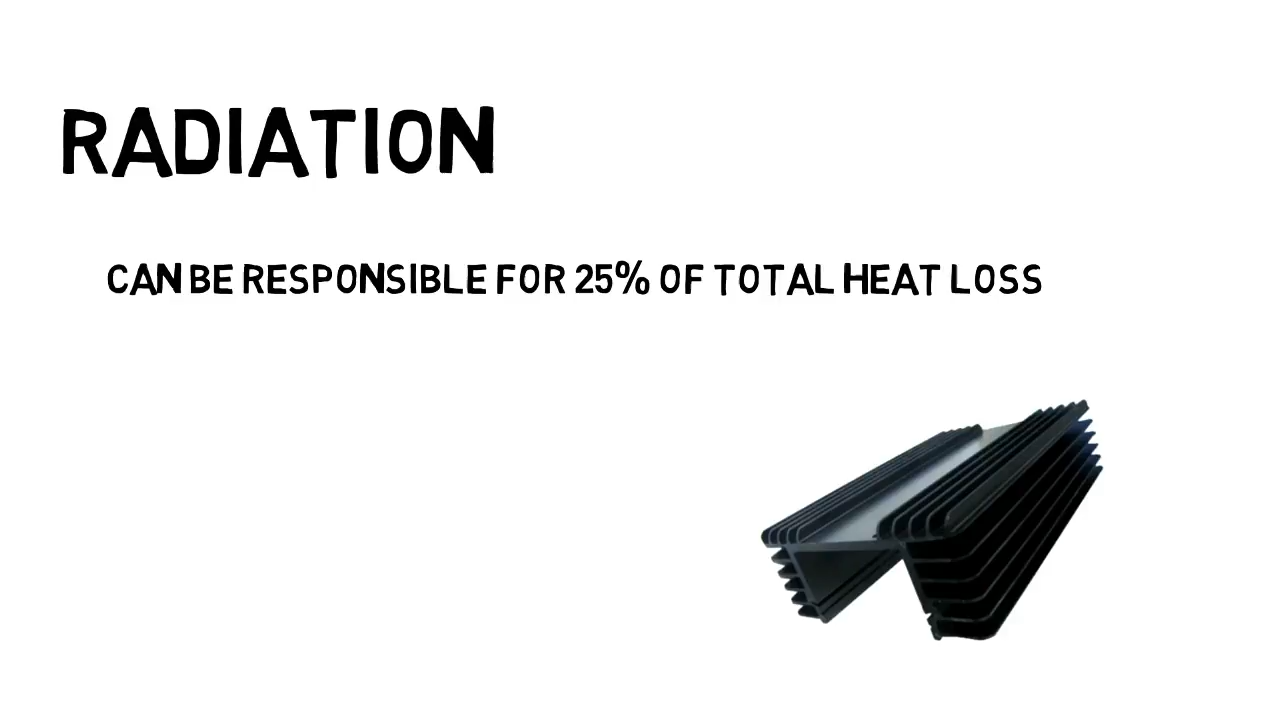 RADIATION
CAN BE RESPONSIBLE FOR 25% OF TOTAL HEAT LOSS